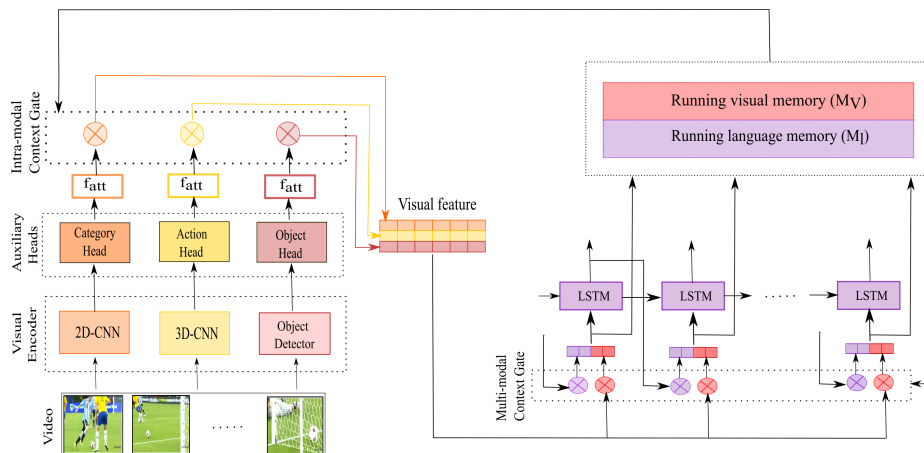 Intra-modal
Context Gate
f_att
f_att
f_att
Auxiliary
Heads
Category
Head
Action
Head
Object
Head
Visual
Encoder
2D-CNN
3D-CNN
Object
Detector
Video
Visual feature
Running visual memory (M_V)
Running language memory (M_l)
LSTM
LSTM
LSTM
Multi-modal
Context Gate